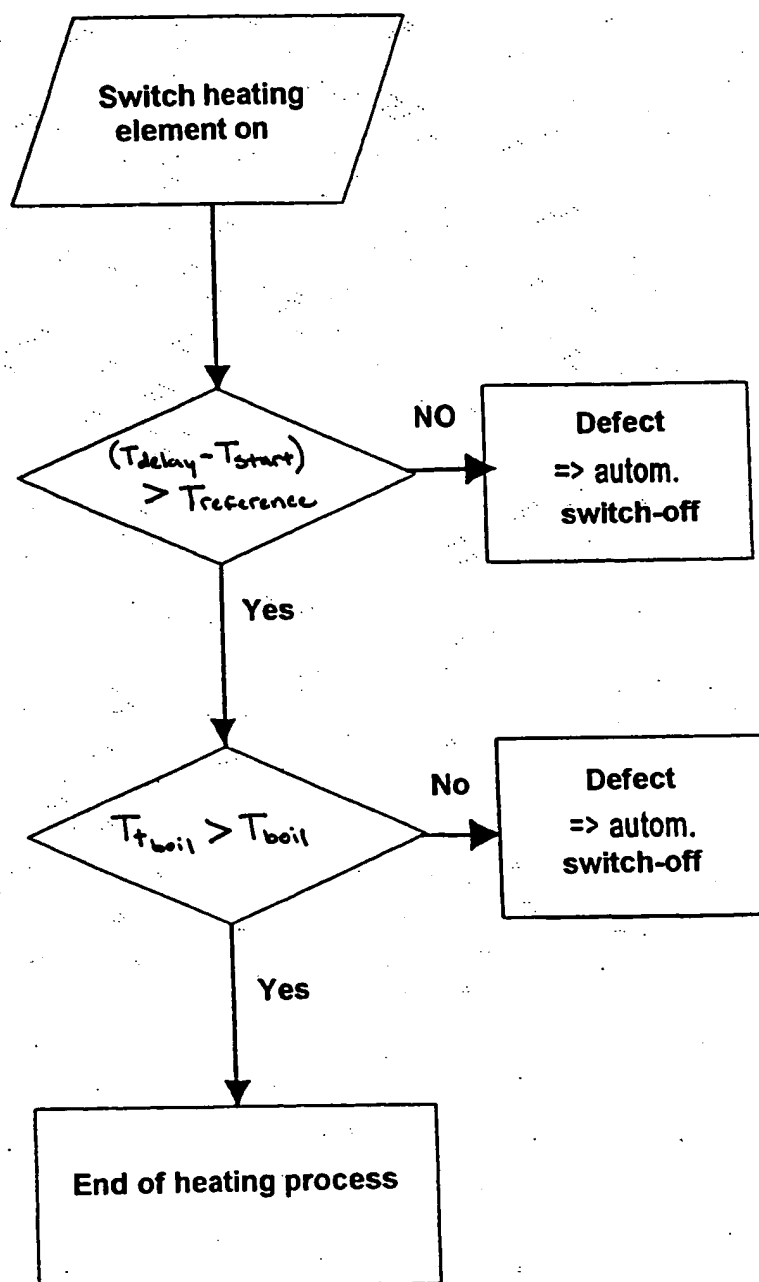 Switch heating
element on
(Tdelay - Tstart)
> Treference
NO
Defect
=> autom.
switch-off
Yes
Ttboil > Tboil
No
Defect
=> autom.
switch-off
Yes
End of heating process